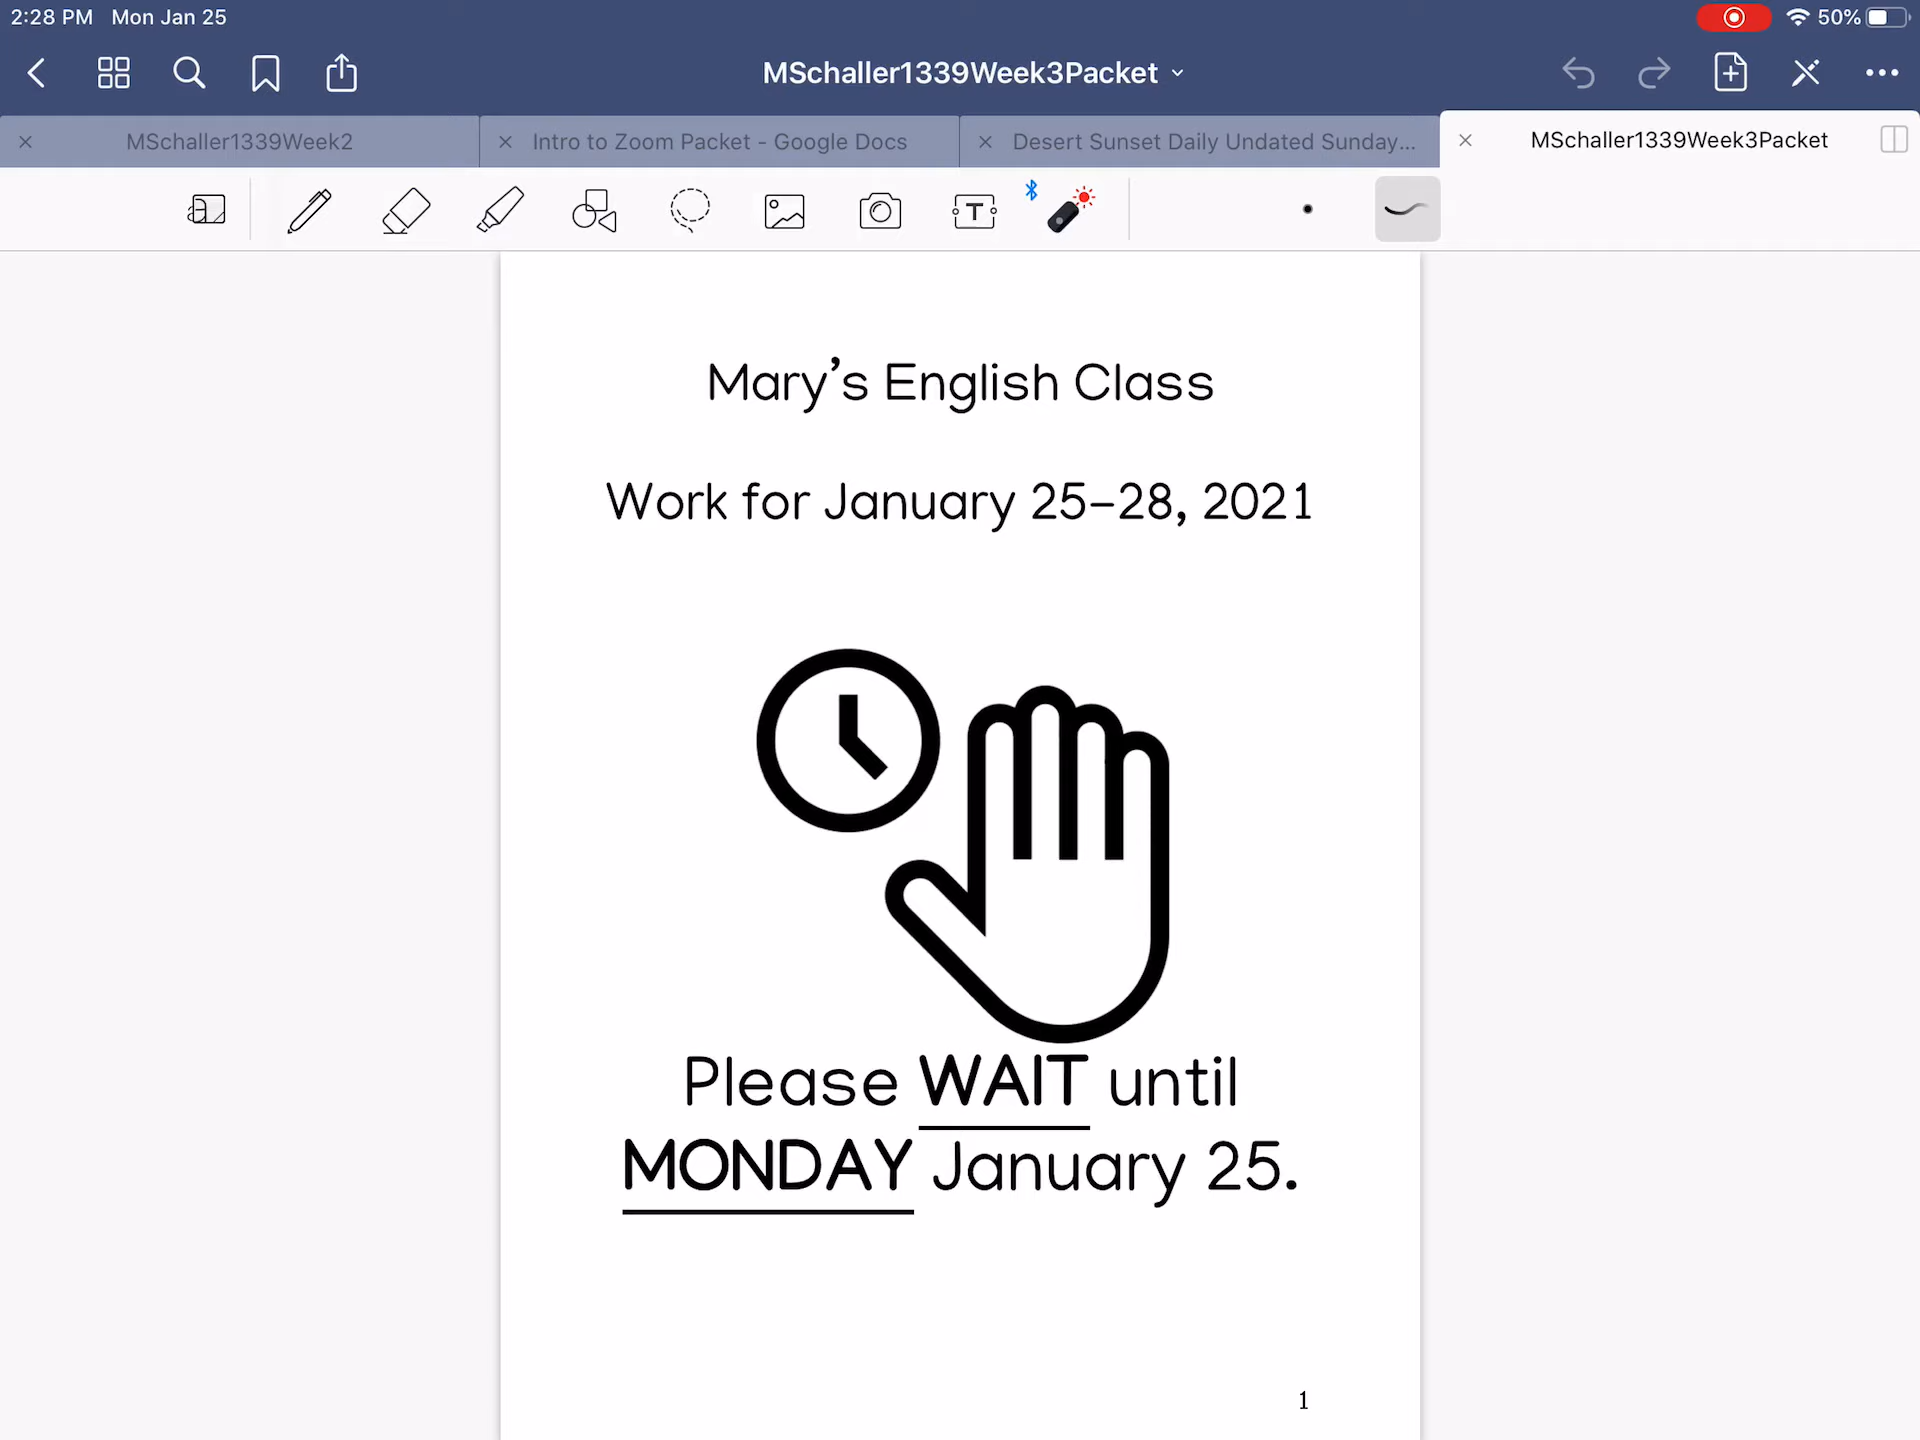 2:28 PM Mon Jan 25
50%
MSchaller1339Week3Packet
MSchaller1339Week2
Intro to Zoom Packet - Google Docs
Desert Sunset Daily Undated Sunday...
MSchaller1339Week3Packet
Mary’s English Class
Work for January 25–28, 2021
Please WAIT until
MONDAY January 25.
1